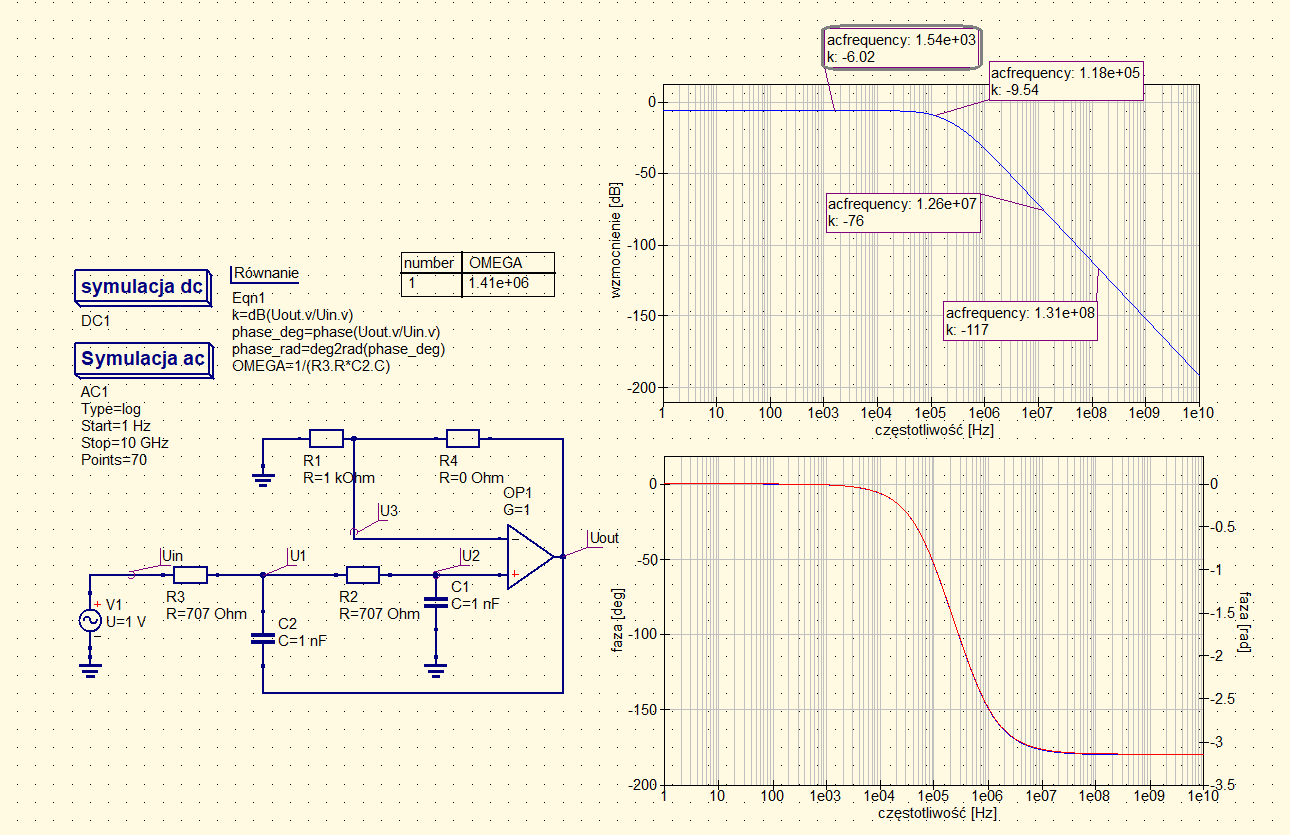 symulacja dc
DC1
Symulacja ac
AC1
Type=log
Start=1 Hz
Stop=10 GHz
Points=70
Równanie
Eqn1
k=dB(Uout.v/Uin.v)
phase_deg=phase(Uout.v/Uin.v)
phase_rad=deg2rad(phase_deg)
OMEGA=1/(R3.R*C2.C)
number OMEGA
1 1.41e+06
R1
R=1 kOhm
R4
R=0 Ohm
OP1
G=1
U3
Uout
Uin
U1
U2
−
+
R3
R=707 Ohm
R2
R=707 Ohm
C1
C=1 nF
+
V1
U=1 V
−
C2
C=1 nF
acfrequency: 1.54e+03
k: -6.02
acfrequency: 1.18e+05
k: -9.54
acfrequency: 1.26e+07
k: -76
acfrequency: 1.31e+08
k: -117
wzmocnienie [dB]
0
-50
-100
-150
-200
1 10 100 1e03 1e04 1e05 1e06 1e07 1e08 1e09 1e10
częstotliwość [Hz]
faza [deg]
0
-50
-100
-150
-200
0
-0.5
-1
-1.5
-2
-2.5
-3
-3.5
faza [rad]
1 10 100 1e03 1e04 1e05 1e06 1e07 1e08 1e09 1e10
częstotliwość [Hz]